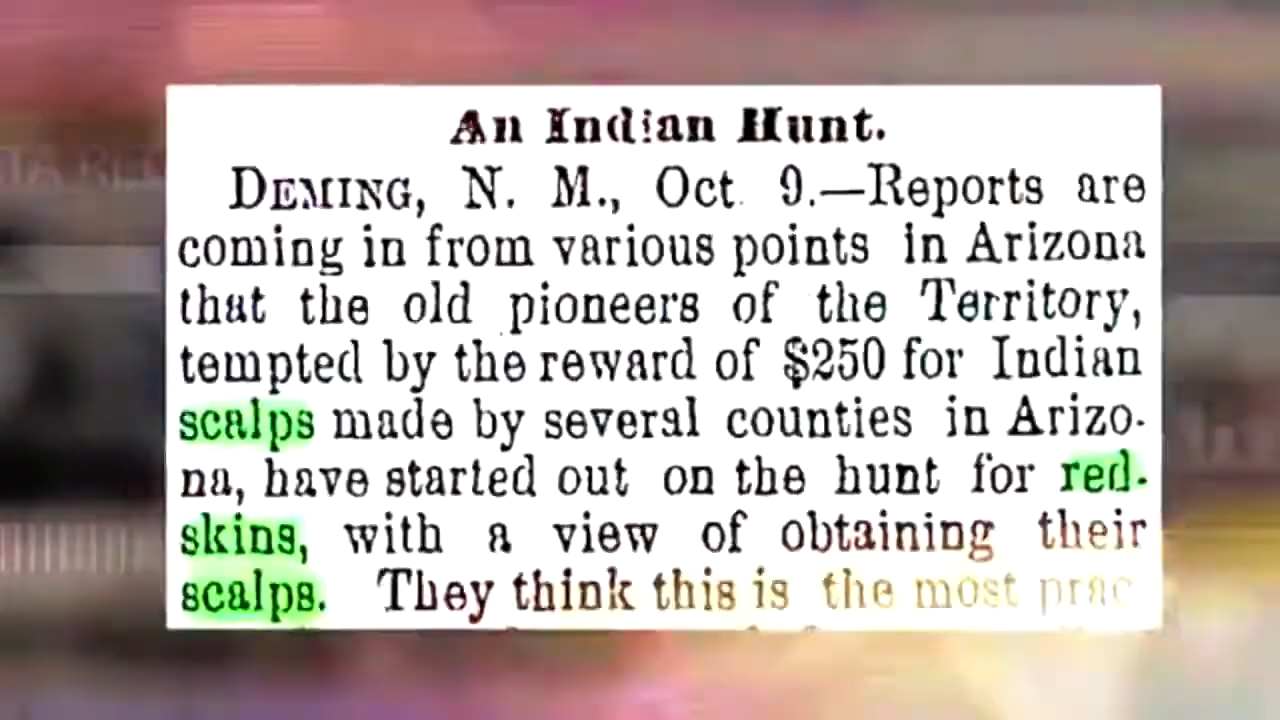 An Indian Hunt.
DEMING, N. M., Oct. 9.—Reports are
coming in from various points in Arizona
that the old pioneers of the Territory,
tempted by the reward of $250 for Indian
scalps made by several counties in Arizo-
na, have started out on the hunt for red-
skins, with a view of obtaining their
scalps. They think this is the most prac